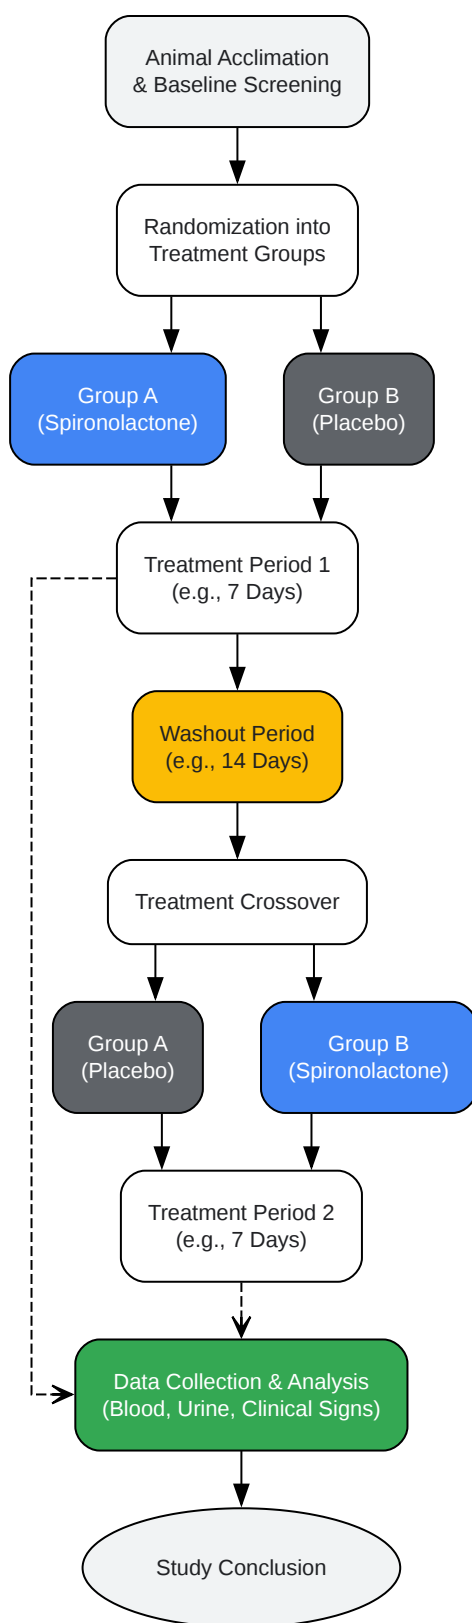 Animal Acclimation
& Baseline Screening
Randomization into
Treatment Groups
Group A
(Spironolactone)
Group B
(Placebo)
Treatment Period 1
(e.g., 7 Days)
Washout Period
(e.g., 14 Days)
Treatment Crossover
Group A
(Placebo)
Group B
(Spironolactone)
Treatment Period 2
(e.g., 7 Days)
Data Collection & Analysis
(Blood, Urine, Clinical Signs)
Study Conclusion